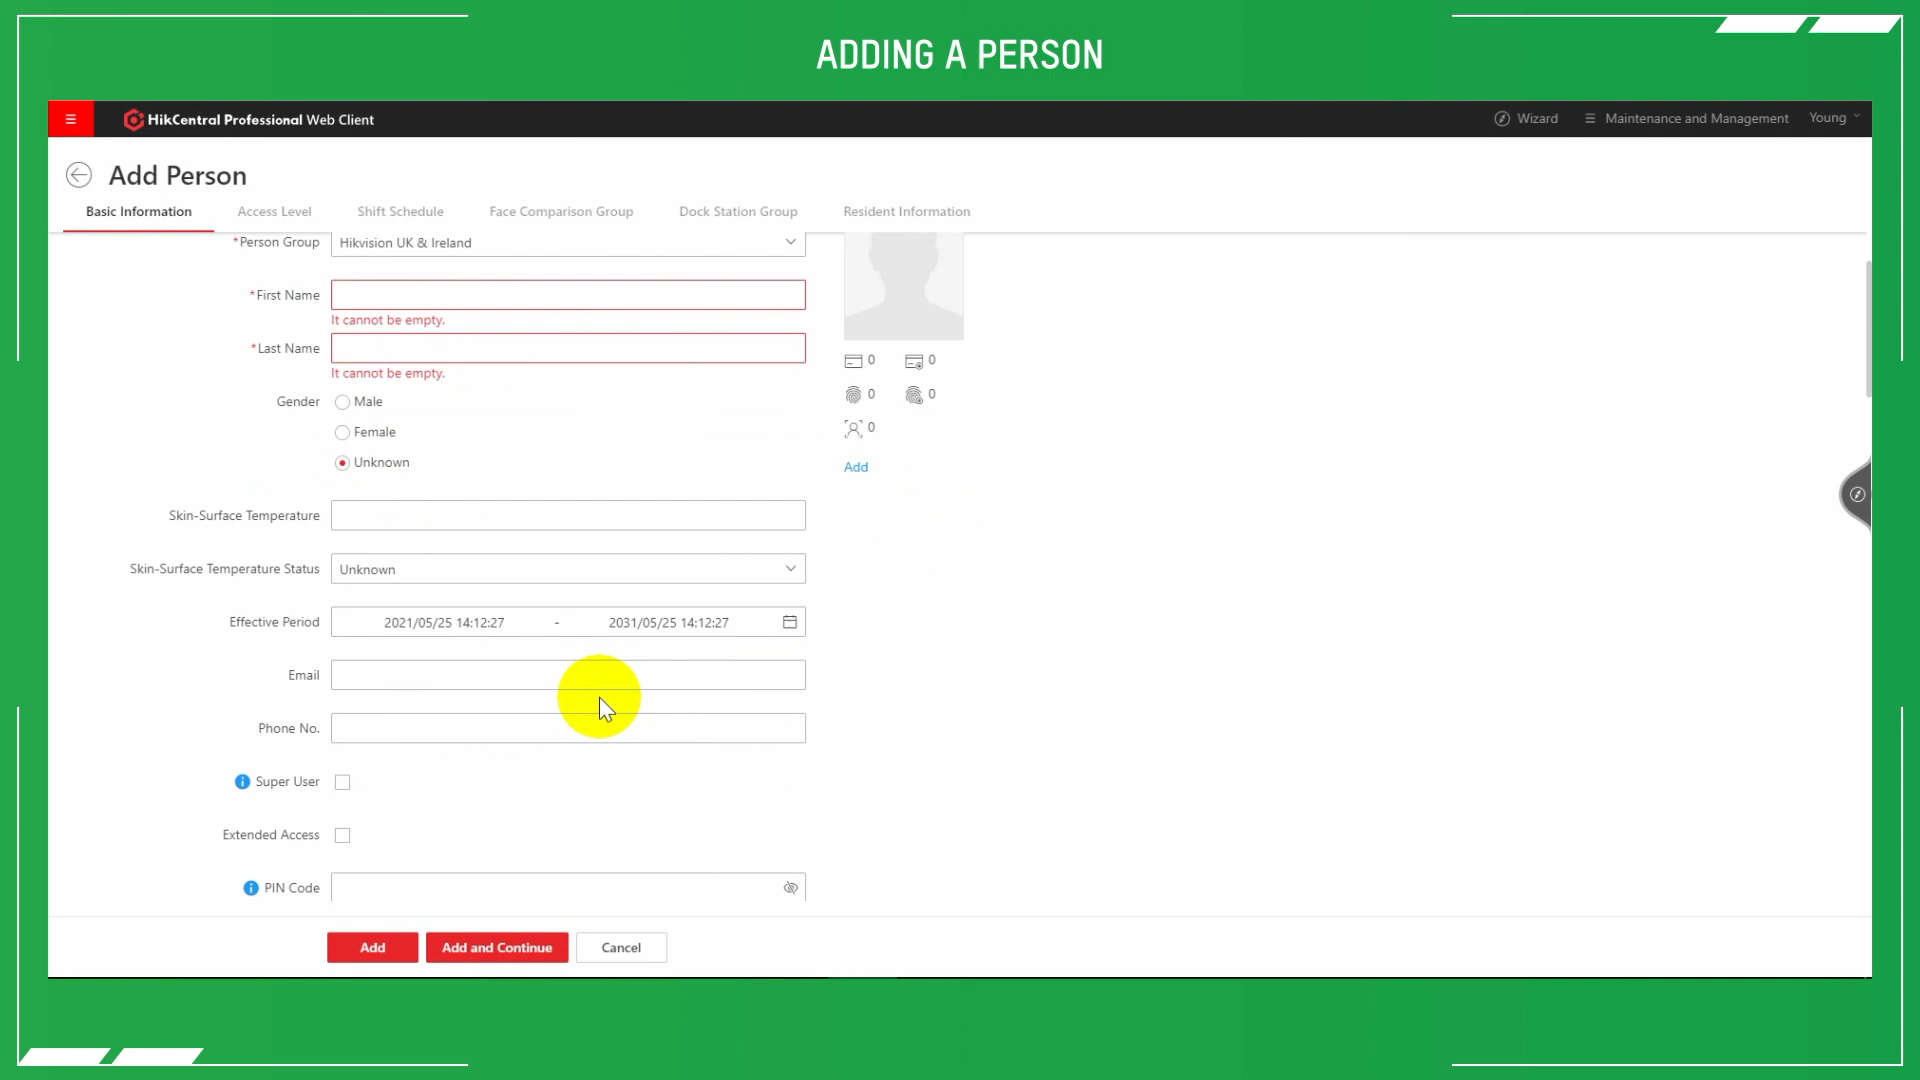 ADDING A PERSON
HikCentral Professional Web Client
Wizard
Maintenance and Management
Young
Add Person
Basic Information
Access Level
Shift Schedule
Face Comparison Group
Dock Station Group
Resident Information
*Person Group
Hikvision UK & Ireland
*First Name
It cannot be empty.
*Last Name
It cannot be empty.
Gender
Male
Female
Unknown
0
0
0
0
0
Add
Skin-Surface Temperature
Skin-Surface Temperature Status
Unknown
Effective Period
2021/05/25 14:12:27 - 2031/05/25 14:12:27
Email
Phone No.
Super User
Extended Access
PIN Code
Add
Add and Continue
Cancel